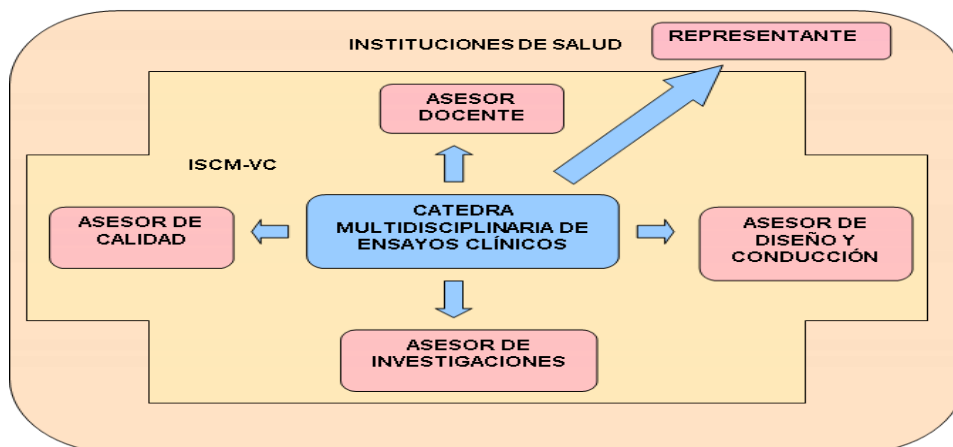 REPRESENTANTE
INSTITUCIONES DE SALUD
ASESOR
DOCENTE
ISCM-VC
CATEDRA
MULTIDISCIPLINARIA DE
ENSAYOS CLÍNICOS
ASESOR DE
CALIDAD
ASESOR DE
DISEÑO Y
CONDUCCIÓN
ASESOR DE
INVESTIGACIONES